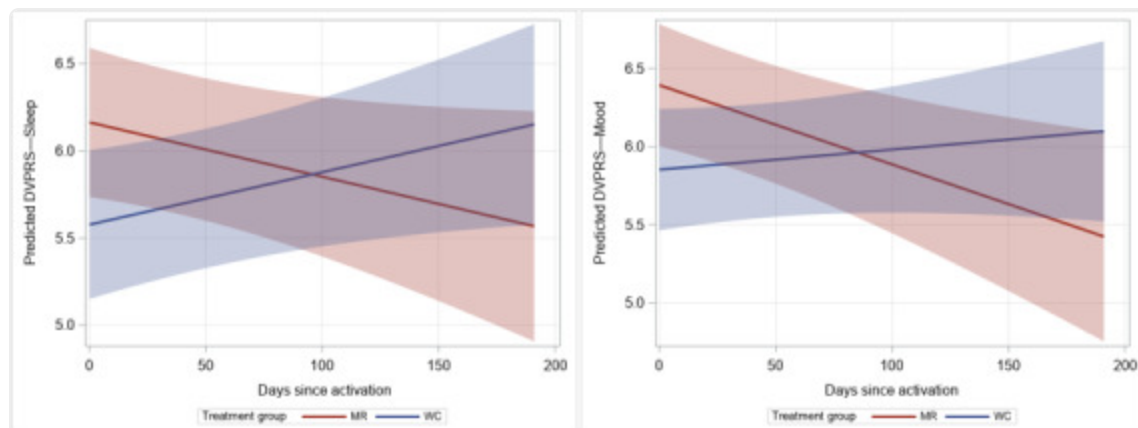 Predicted DVPRS—Sleep
6.5
6.0
5.5
5.0
0 50 100 150 200
Days since activation
Treatment group MR WC
Predicted DVPRS—Mood
6.5
6.0
5.5
5.0
0 50 100 150 200
Days since activation
Treatment group MR WC